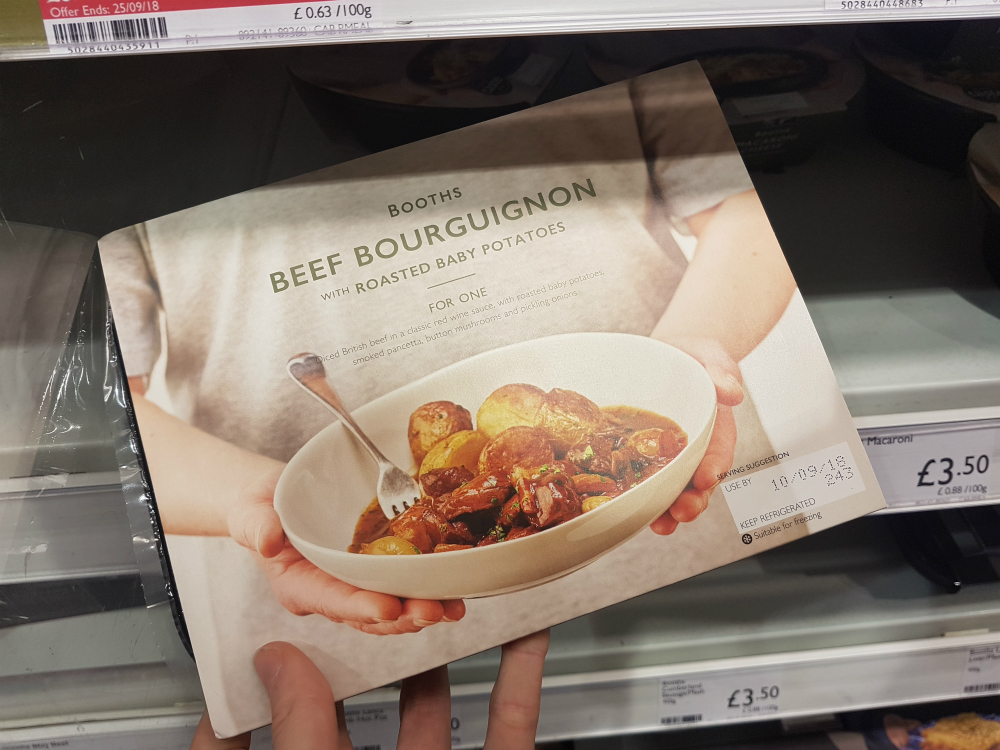 Offer Ends: 25/09/18
£0.63 /100g
5028440435911
5028440448683
BOOTHS
BEEF BOURGUIGNON
WITH ROASTED BABY POTATOES
FOR ONE
British beef in a classic red wine sauce, with roasted baby potatoes,
smoked pancetta, button mushrooms and pickling onions.
SERVING SUGGESTION
USE BY 10/09/18
243
KEEP REFRIGERATED
Suitable for freezing
Macaroni
£3.50
£ 0.88 /100g
£3.50